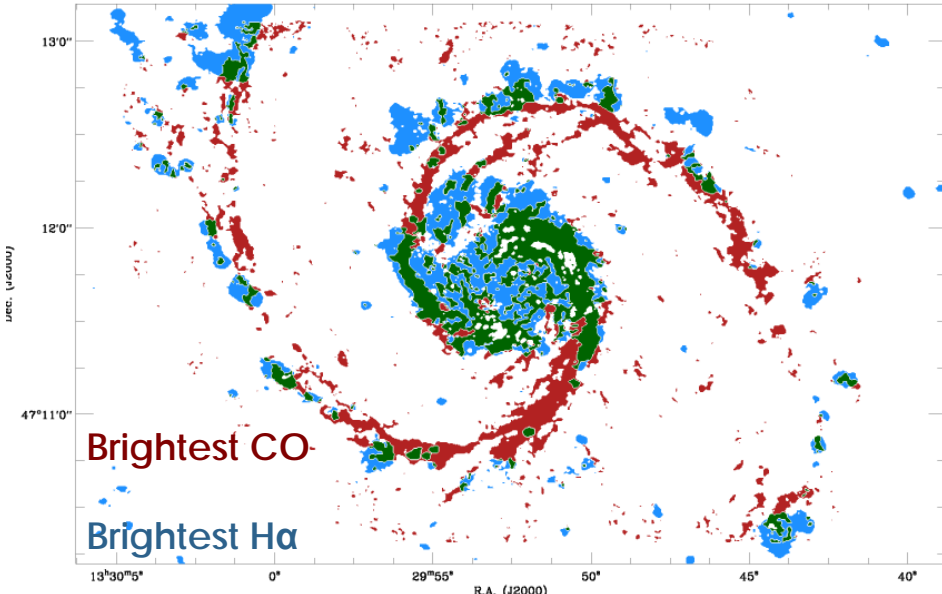 13'0"
12'0"
Dec. (J2000)
47°11'0"
Brightest CO
Brightest Hα
13ʰ30ᵐ5ˢ
0ˢ
29ᵐ55ˢ
50ˢ
45ˢ
40ˢ
R.A. (J2000)